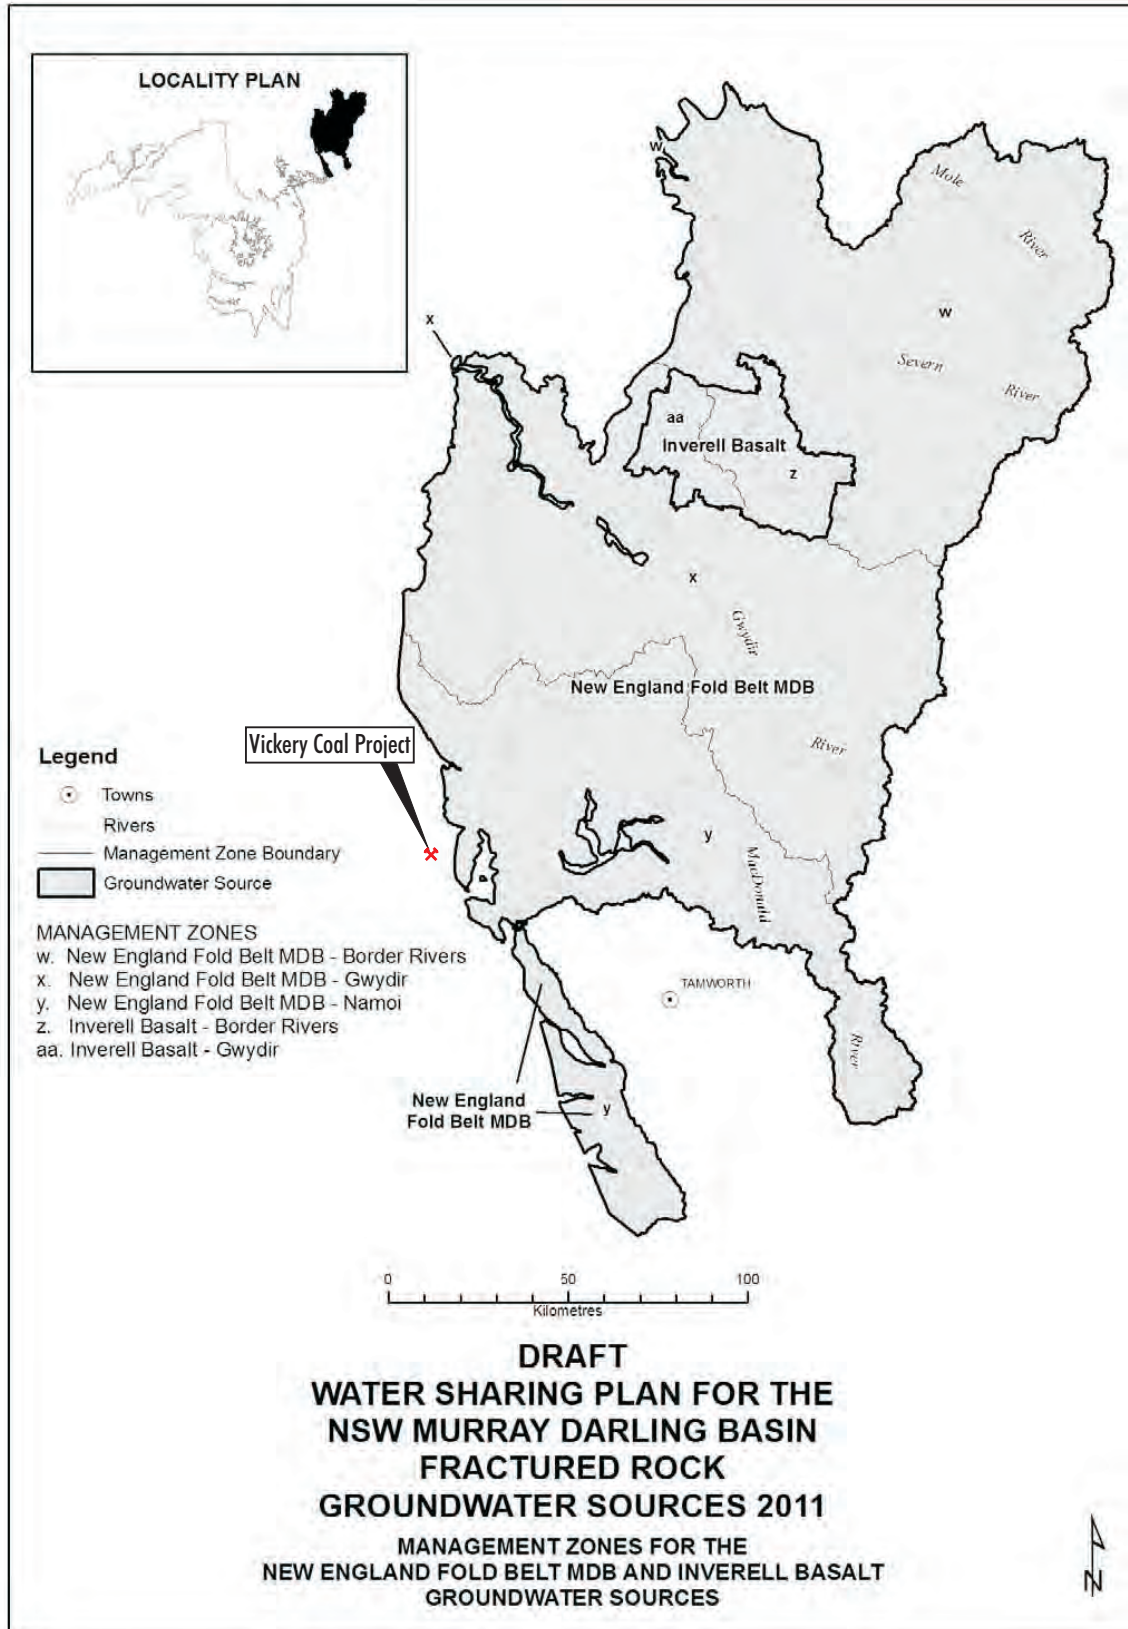 LOCALITY PLAN
w
Mole
River
w
x
Severn
River
aa
Inverell Basalt
z
x
Gwydir
New England Fold Belt MDB
River
Vickery Coal Project
Legend
Towns
Rivers
Management Zone Boundary
Groundwater Source
y
MacDonald
MANAGEMENT ZONES
w. New England Fold Belt MDB - Border Rivers
x. New England Fold Belt MDB - Gwydir
y. New England Fold Belt MDB - Namoi
z. Inverell Basalt - Border Rivers
aa. Inverell Basalt - Gwydir
TAMWORTH
River
New England
Fold Belt MDB
y
0 50 100
Kilometres
DRAFT
WATER SHARING PLAN FOR THE
NSW MURRAY DARLING BASIN
FRACTURED ROCK
GROUNDWATER SOURCES 2011
MANAGEMENT ZONES FOR THE
NEW ENGLAND FOLD BELT MDB AND INVERELL BASALT
GROUNDWATER SOURCES
N